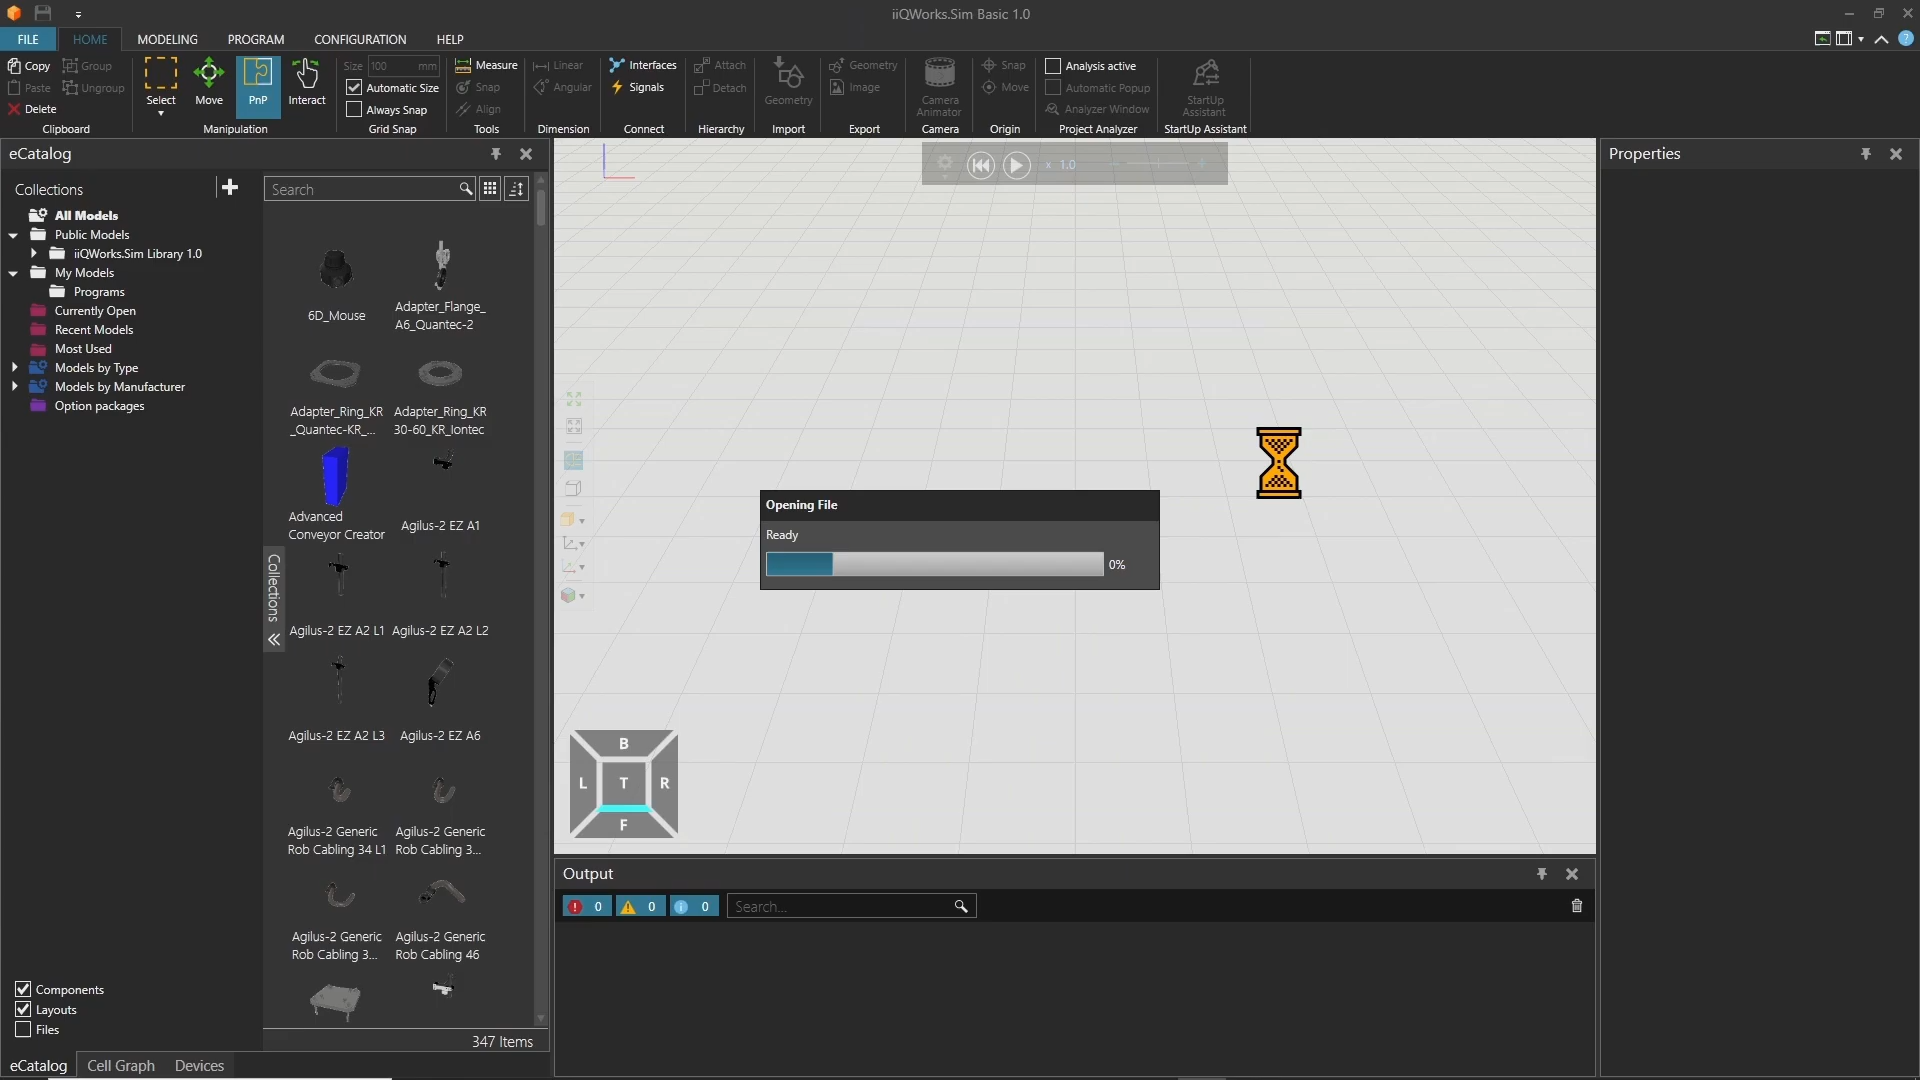 iiQWorks.Sim Basic 1.0
FILE
HOME
MODELING
PROGRAM
CONFIGURATION
HELP
Copy
Paste
Delete
Clipboard
Group
Ungroup
Select
Move
PnP
Interact
Manipulation
Size
100
mm
Automatic Size
Always Snap
Grid Snap
Measure
Snap
Align
Tools
Linear
Angular
Dimension
Interfaces
Signals
Connect
Attach
Detach
Hierarchy
Geometry
Import
Geometry
Image
Export
Camera
Animator
Camera
Snap
Move
Origin
Analysis active
Automatic Popup
Analyzer Window
Project Analyzer
StartUp
Assistant
StartUp Assistant
eCatalog
Collections
All Models
Public Models
iiQWorks.Sim Library 1.0
My Models
Programs
Currently Open
Recent Models
Most Used
Models by Type
Models by Manufacturer
Option packages
Components
Layouts
Files
Collections
Search
6D_Mouse
Adapter_Flange_
A6_Quantec-2
Adapter_Ring_KR
_Quantec-KR_...
Adapter_Ring_KR
30-60_KR_Iontec
Advanced
Conveyor Creator
Agilus-2 EZ A1
Agilus-2 EZ A2 L1
Agilus-2 EZ A2 L2
Agilus-2 EZ A2 L3
Agilus-2 EZ A6
Agilus-2 Generic
Rob Cabling 34 L1
Agilus-2 Generic
Rob Cabling 3...
Agilus-2 Generic
Rob Cabling 3...
Agilus-2 Generic
Rob Cabling 46
347 Items
eCatalog
Cell Graph
Devices
x 1.0
Opening File
Ready
0%
B
L
T
R
F
Output
0
0
0
Search...
Properties